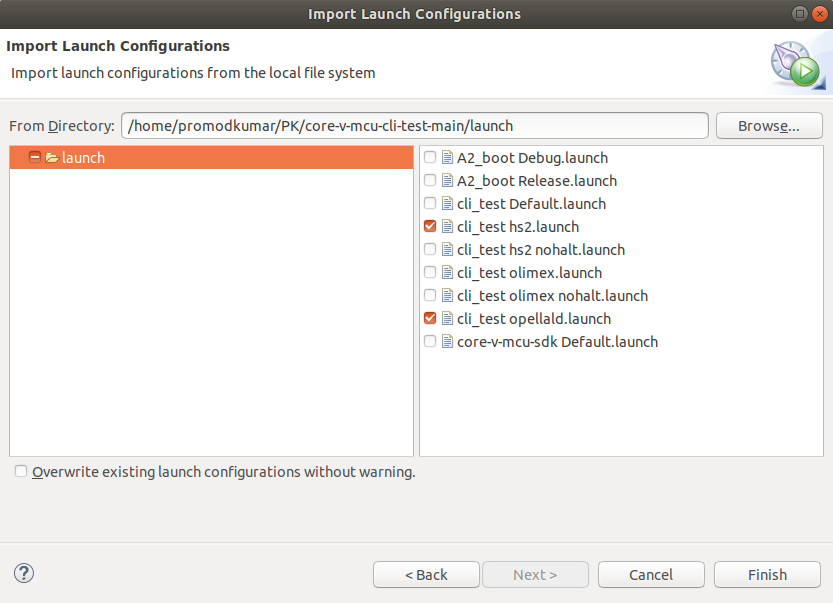 Import Launch Configurations
Import Launch Configurations
Import launch configurations from the local file system
From Directory: /home/promodkumar/PK/core-v-mcu-cli-test-main/launch Browse...
launch
A2_boot Debug.launch
A2_boot Release.launch
cli_test Default.launch
cli_test hs2.launch
cli_test hs2 nohalt.launch
cli_test olimex.launch
cli_test olimex nohalt.launch
cli_test opellald.launch
core-v-mcu-sdk Default.launch
Overwrite existing launch configurations without warning.
? < Back Next > Cancel Finish